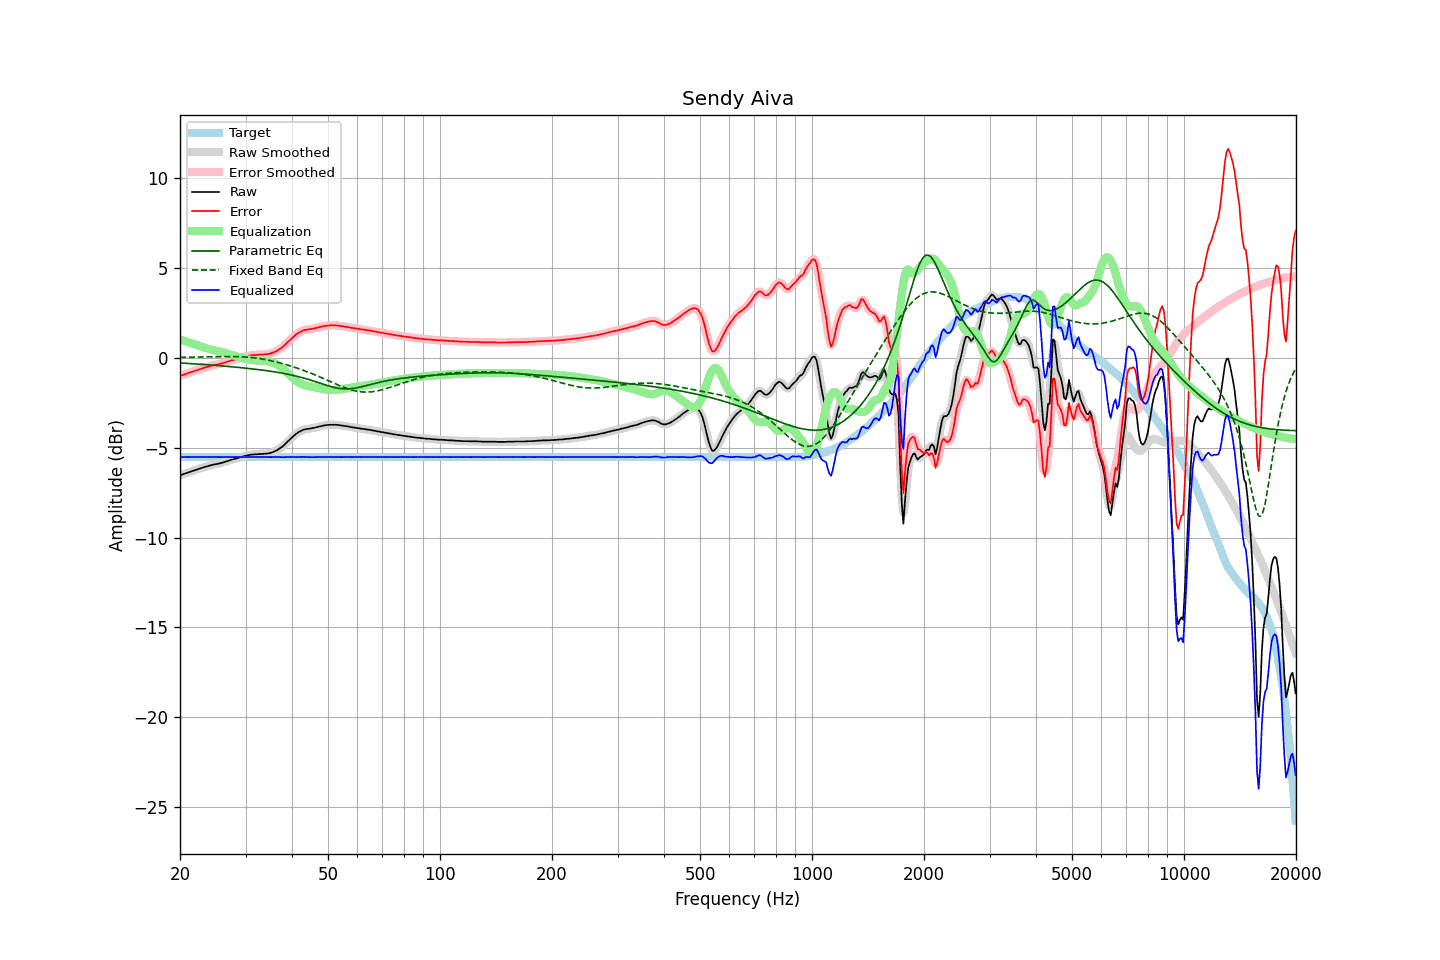 Sendy Aiva
Target
Raw Smoothed
Error Smoothed
Raw
Error
Equalization
Parametric Eq
Fixed Band Eq
Equalized
Amplitude (dBr)
10
5
0
−5
−10
−15
−20
−25
20
50
100
200
500
1000
2000
5000
10000
20000
Frequency (Hz)